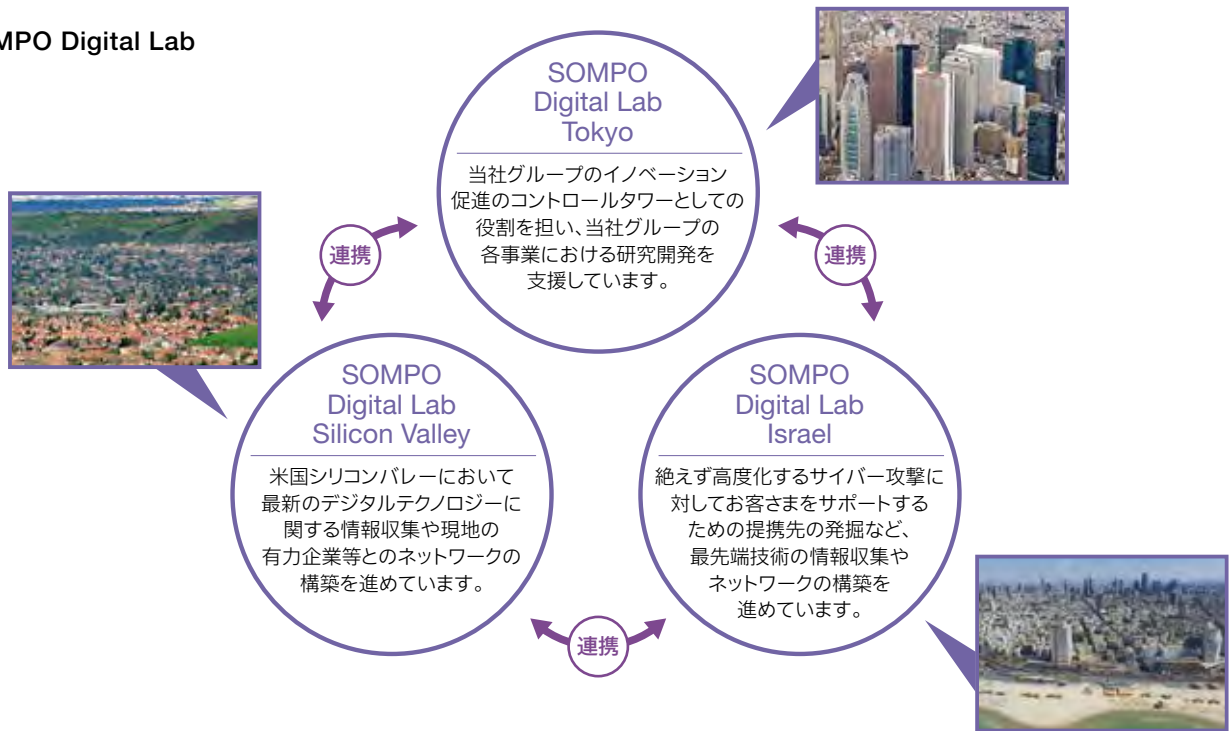 MPO Digital Lab
SOMPO
Digital Lab
Tokyo
当社グループのイノベーション
促進のコントロールタワーとしての
役割を担い、当社グループの
各事業における研究開発を
支援しています。
連携
連携
SOMPO
Digital Lab
Silicon Valley
米国シリコンバレーにおいて
最新のデジタルテクノロジーに
関する情報収集や現地の
有力企業等とのネットワークの
構築を進めています。
SOMPO
Digital Lab
Israel
絶えず高度化するサイバー攻撃に
対してお客さまをサポートする
ための提携先の発掘など、
最先端技術の情報収集や
ネットワークの構築を
進めています。
連携